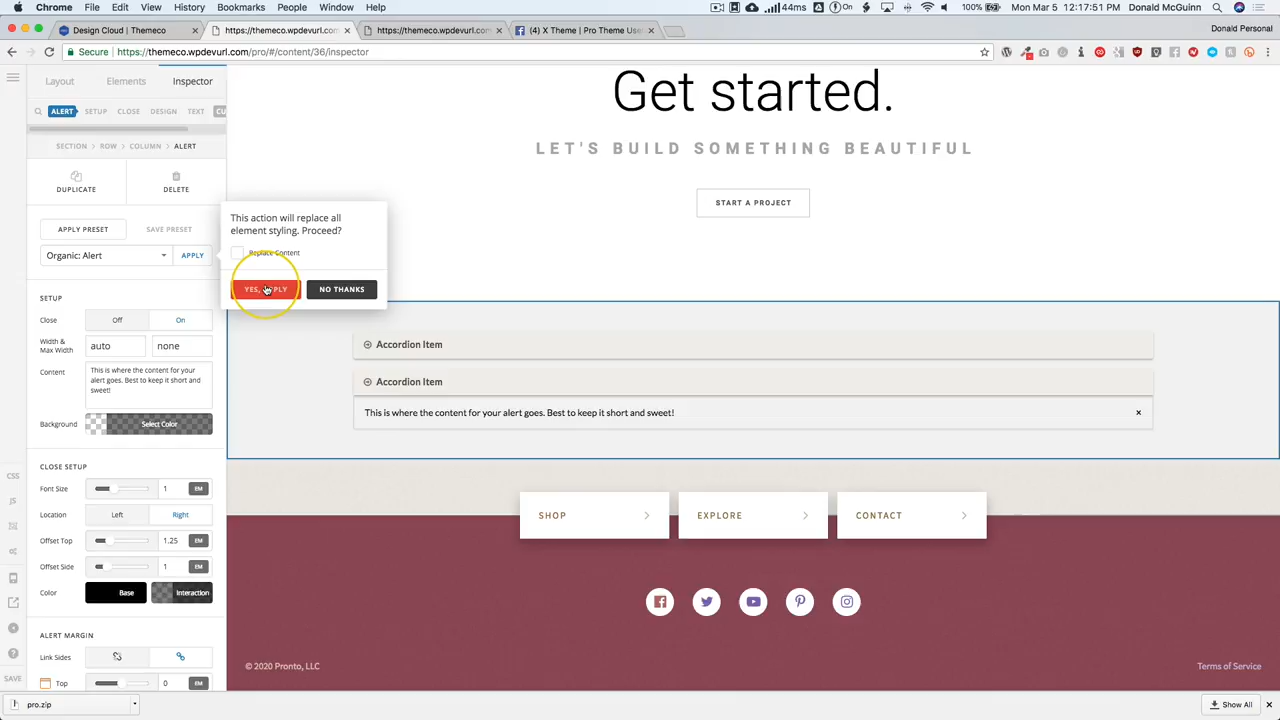 Chrome File Edit View History Bookmarks People Window Help 44ms On 100% Mon Mar 5 12:17:51 PM Donald McGuinn
Design Cloud | Themeco https://themeco.wpdevurl.com/ https://themeco.wpdevurl.com/ (4) X Theme | Pro Theme Use Donald Personal
Secure https://themeco.wpdevurl.com/pro/#/content/36/inspector
Layout Elements Inspector
ALERT SETUP CLOSE DESIGN TEXT CU
SECTION ROW COLUMN ALERT
DUPLICATE DELETE
APPLY PRESET SAVE PRESET
Organic: Alert APPLY
This action will replace all
element styling. Proceed?
Replace Content
YES, APPLY NO THANKS
SETUP
Close Off On
Width &
Max Width auto none
Content This is where the content for your
alert goes. Best to keep it short and
sweet!
Background Select Color
CLOSE SETUP
Font Size 1 EM
Location Left Right
Offset Top 1.25 EM
Offset Side 1 EM
Color Base Interaction
ALERT MARGIN
Link Sides
Top 0 EM
CSS
JS
SAVE
Get started.
LET'S BUILD SOMETHING BEAUTIFUL
START A PROJECT
Accordion Item
Accordion Item
This is where the content for your alert goes. Best to keep it short and sweet! ×
SHOP EXPLORE CONTACT
© 2020 Pronto, LLC Terms of Service
pro.zip Show All